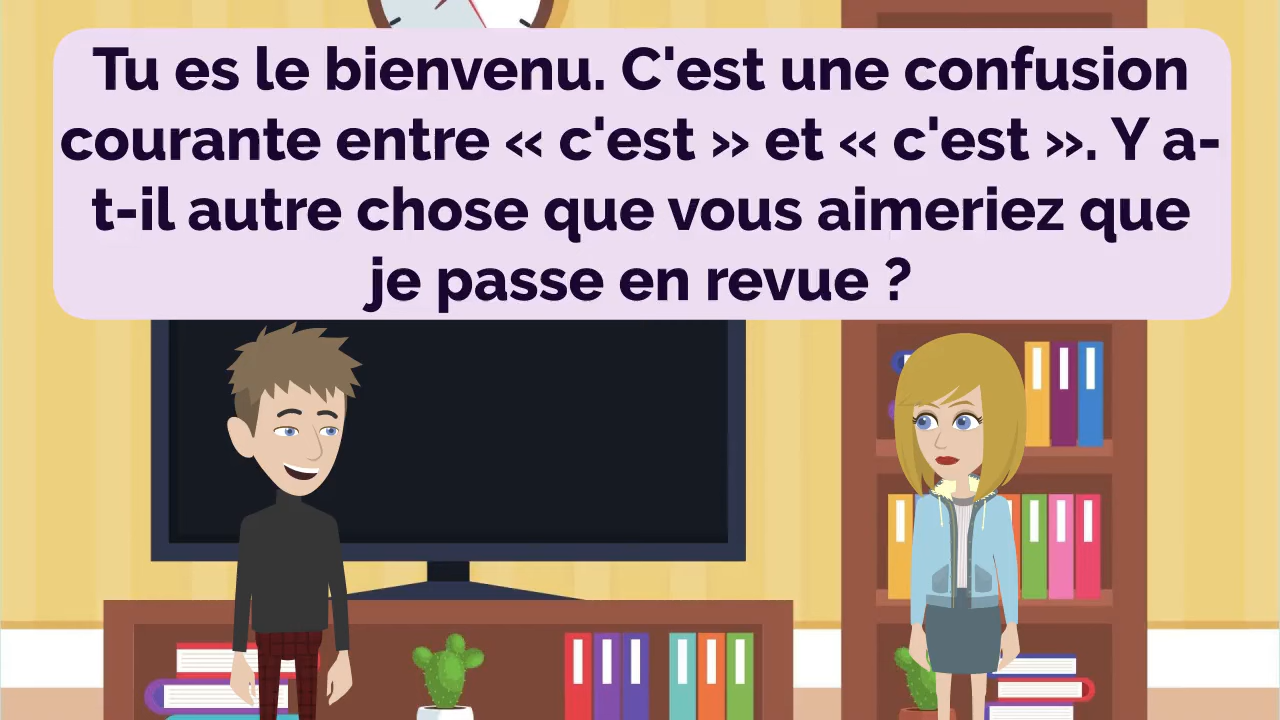 Tu es le bienvenu. C'est une confusion
courante entre « c'est » et « c'est ». Y a-
t-il autre chose que vous aimeriez que
je passe en revue ?